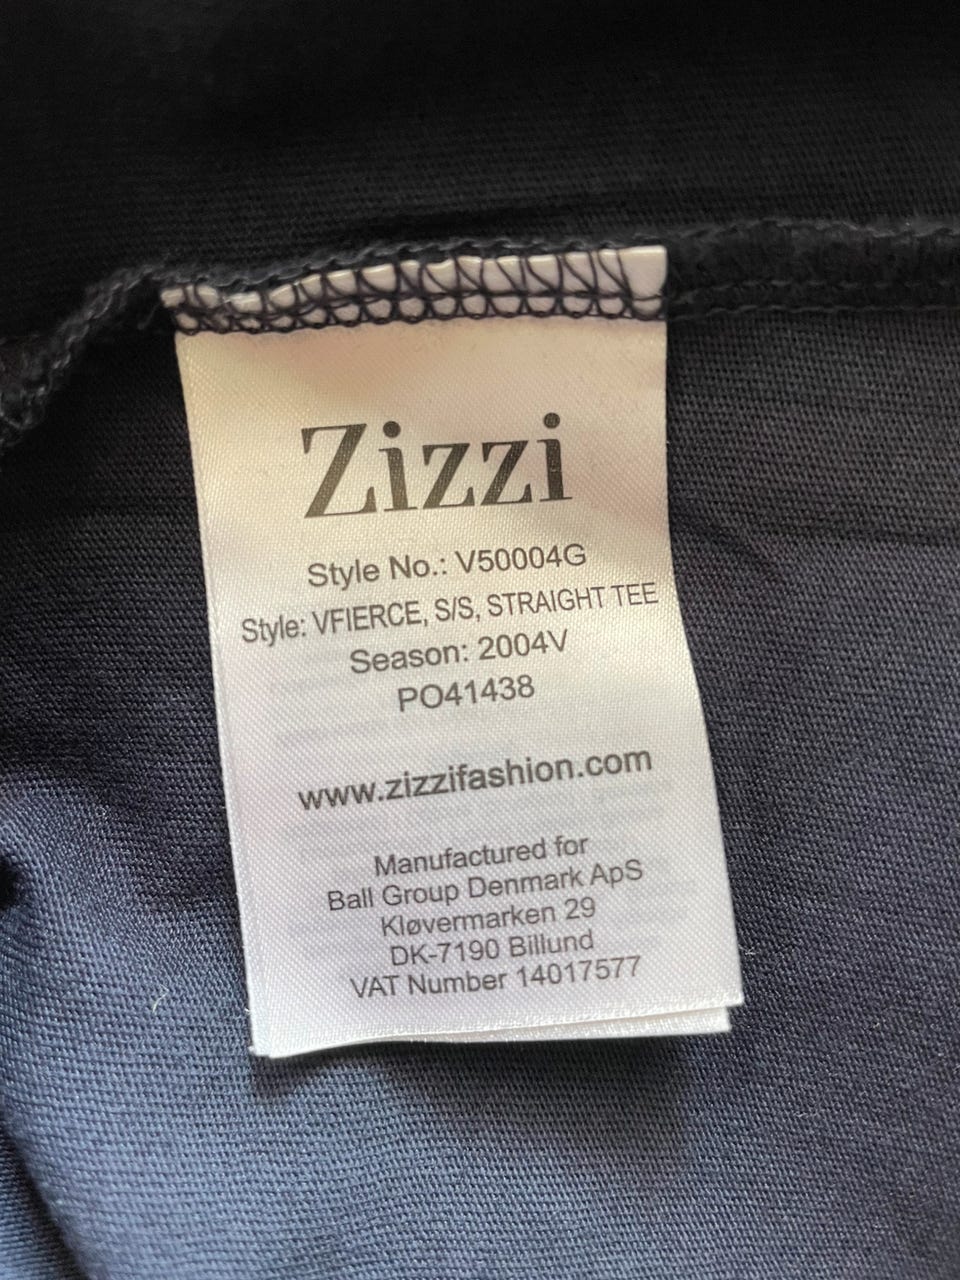 Zizzi
Style No.: V50004G
Style: VFIERCE, S/S, STRAIGHT TEE
Season: 2004V
PO41438
www.zizzifashion.com
Manufactured for
Ball Group Denmark ApS
Kløvermarken 29
DK-7190 Billund
VAT Number 14017577